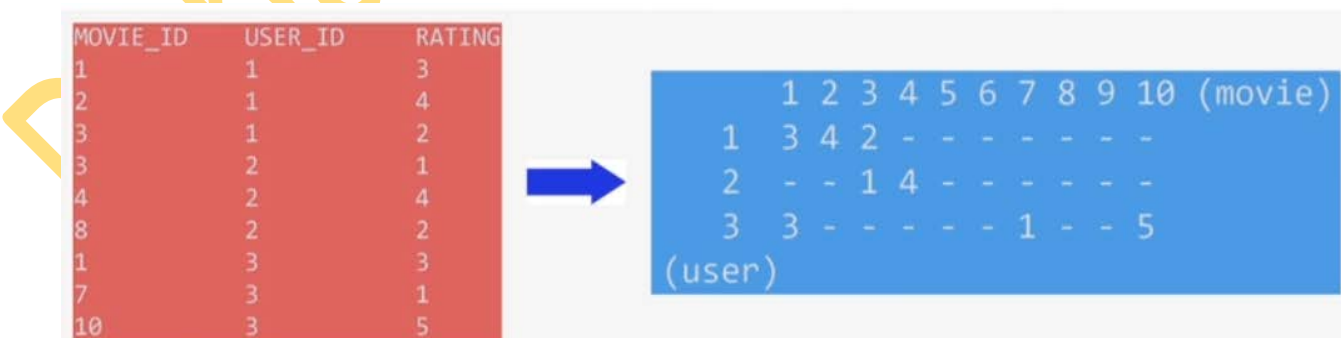 MOVIE_ID USER_ID RATING
1 1 3
2 1 4
3 1 2
3 2 1
4 2 4
8 2 2
1 3 3
7 3 1
10 3 5
1 2 3 4 5 6 7 8 9 10 (movie)
1 3 4 2 - - - - - - -
2 - - 1 4 - - - - - -
3 3 - - - - - 1 - - 5
(user)